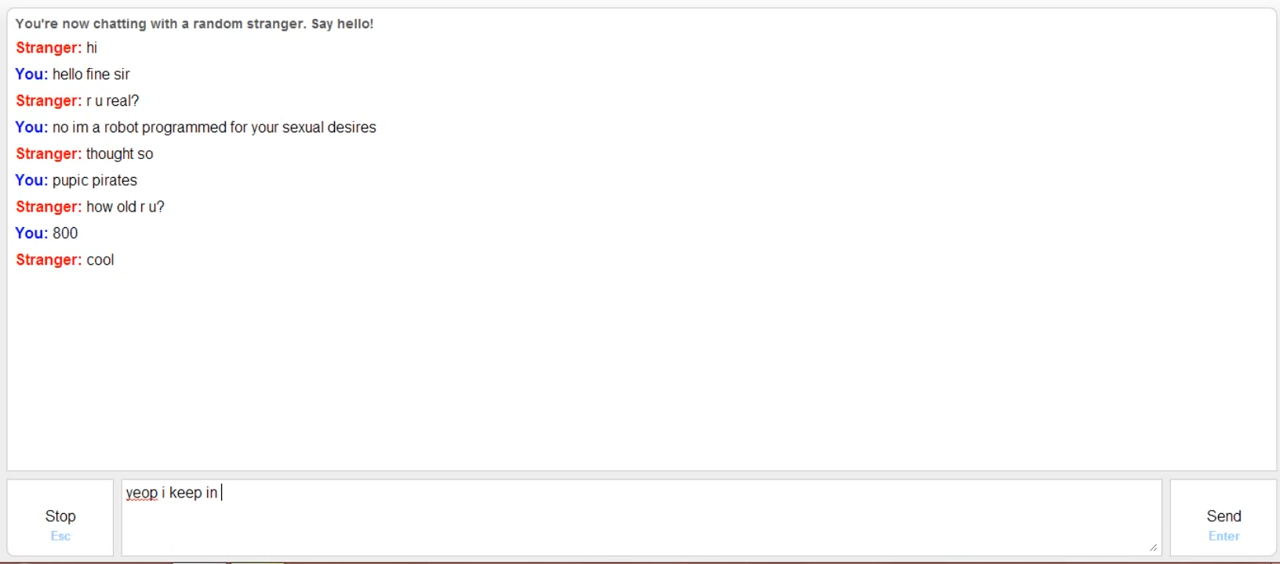 You're now chatting with a random stranger. Say hello!
Stranger: hi
You: hello fine sir
Stranger: r u real?
You: no im a robot programmed for your sexual desires
Stranger: thought so
You: pupic pirates
Stranger: how old r u?
You: 800
Stranger: cool
yeop i keep in
Stop
Esc
Send
Enter